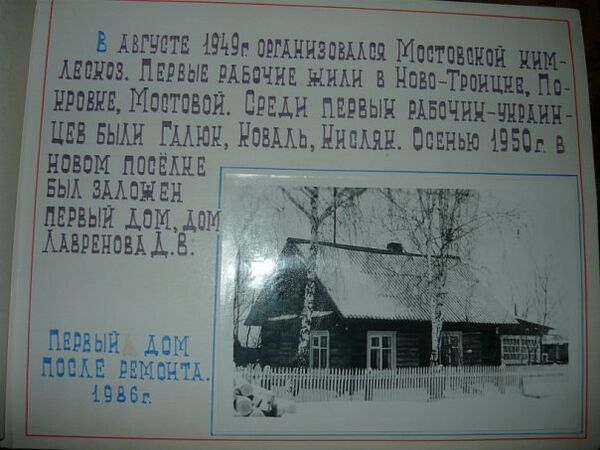 В августе 1949г. организовался Мостовской хим-
лесхоз. Первые рабочие жили в Ново-Троицке, По-
кровке, Мостовой. Среди первых рабочих-украин-
цев были Галюк, Коваль, Кисляк. Осенью 1950г. в
новом посёлке
был заложен
первый дом, дом
Лавренова Д. В.
Первый дом
после ремонта.
1986г.